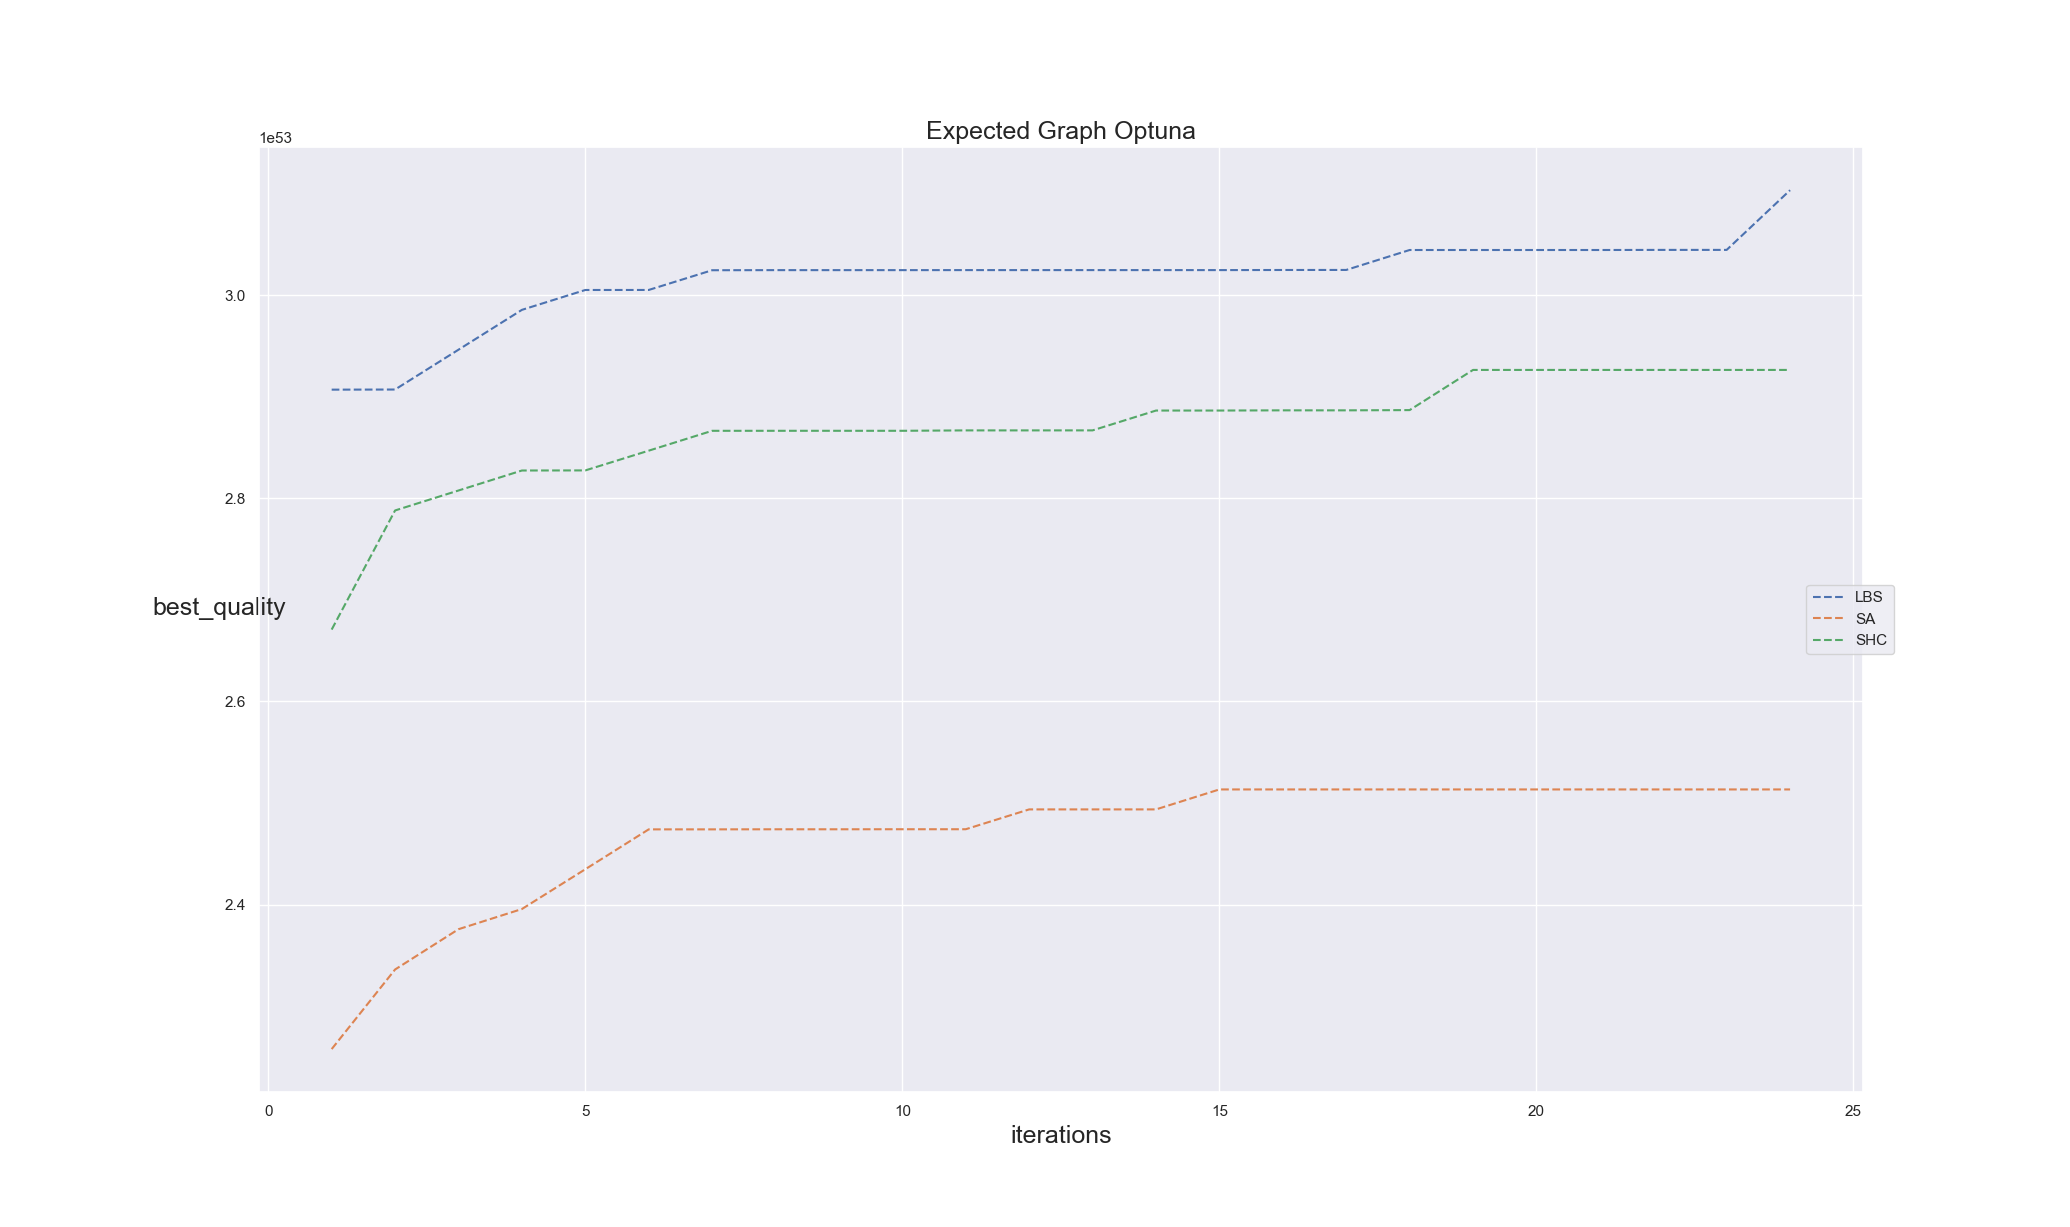 Expected Graph Optuna
1e53
3.0
2.8
2.6
2.4
best_quality
LBS
SA
SHC
0 5 10 15 20 25
iterations